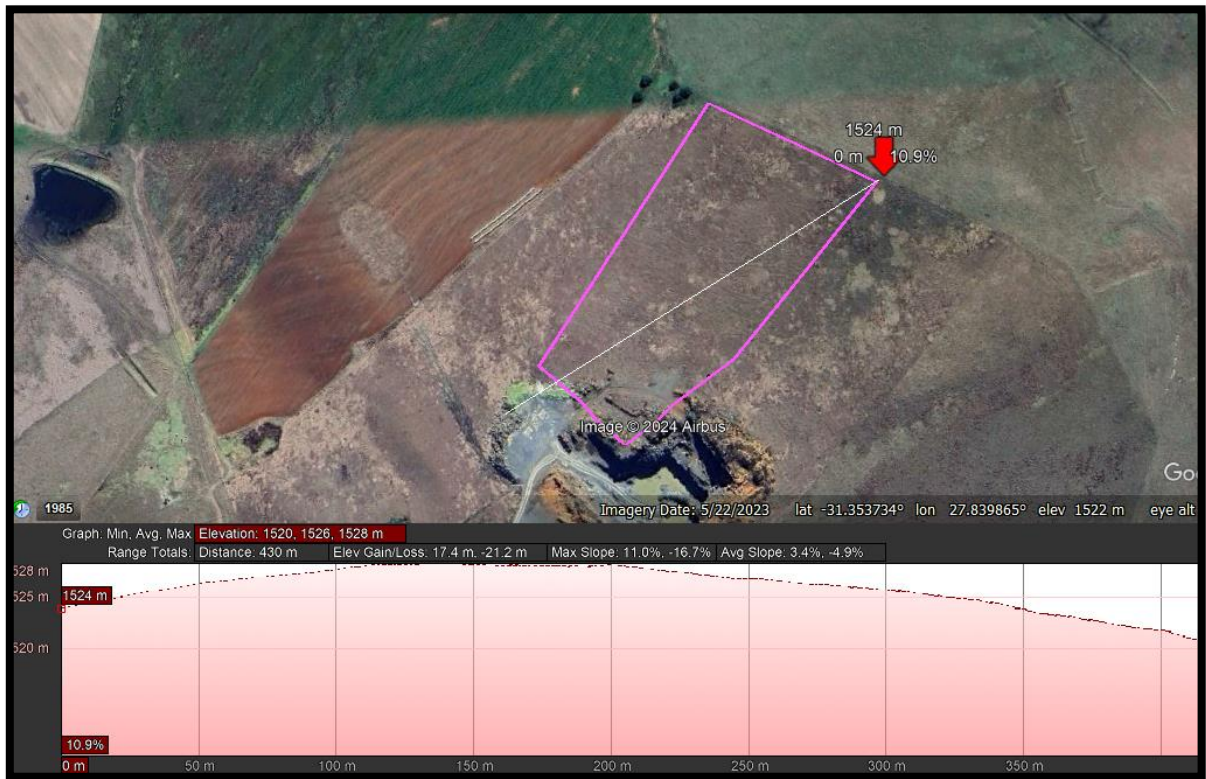 1524 m
0 m 10.9%
Image © 2024 Airbus
Goo
1985
Imagery Date: 5/22/2023 lat -31.353734° lon 27.839865° elev 1522 m eye alt
Graph: Min, Avg, Max Elevation: 1520, 1526, 1528 m
Range Totals: Distance: 430 m Elev Gain/Loss: 17.4 m, -21.2 m Max Slope: 11.0%, -16.7% Avg Slope: 3.4%, -4.9%
528 m
525 m 1524 m
520 m
10.9%
0 m 50 m 100 m 150 m 200 m 250 m 300 m 350 m